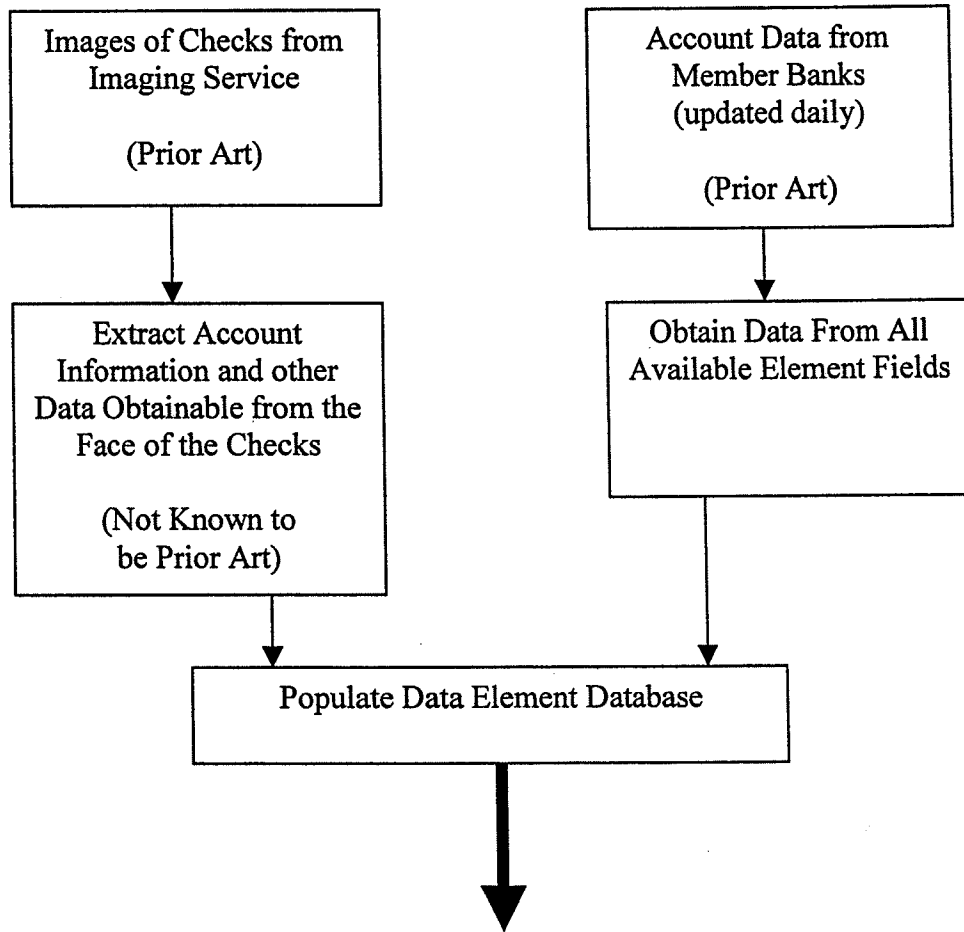 Images of Checks from
Imaging Service
(Prior Art)
Account Data from
Member Banks
(updated daily)
(Prior Art)
Extract Account
Information and other
Data Obtainable from the
Face of the Checks
(Not Known to
be Prior Art)
Obtain Data From All
Available Element Fields
Populate Data Element Database